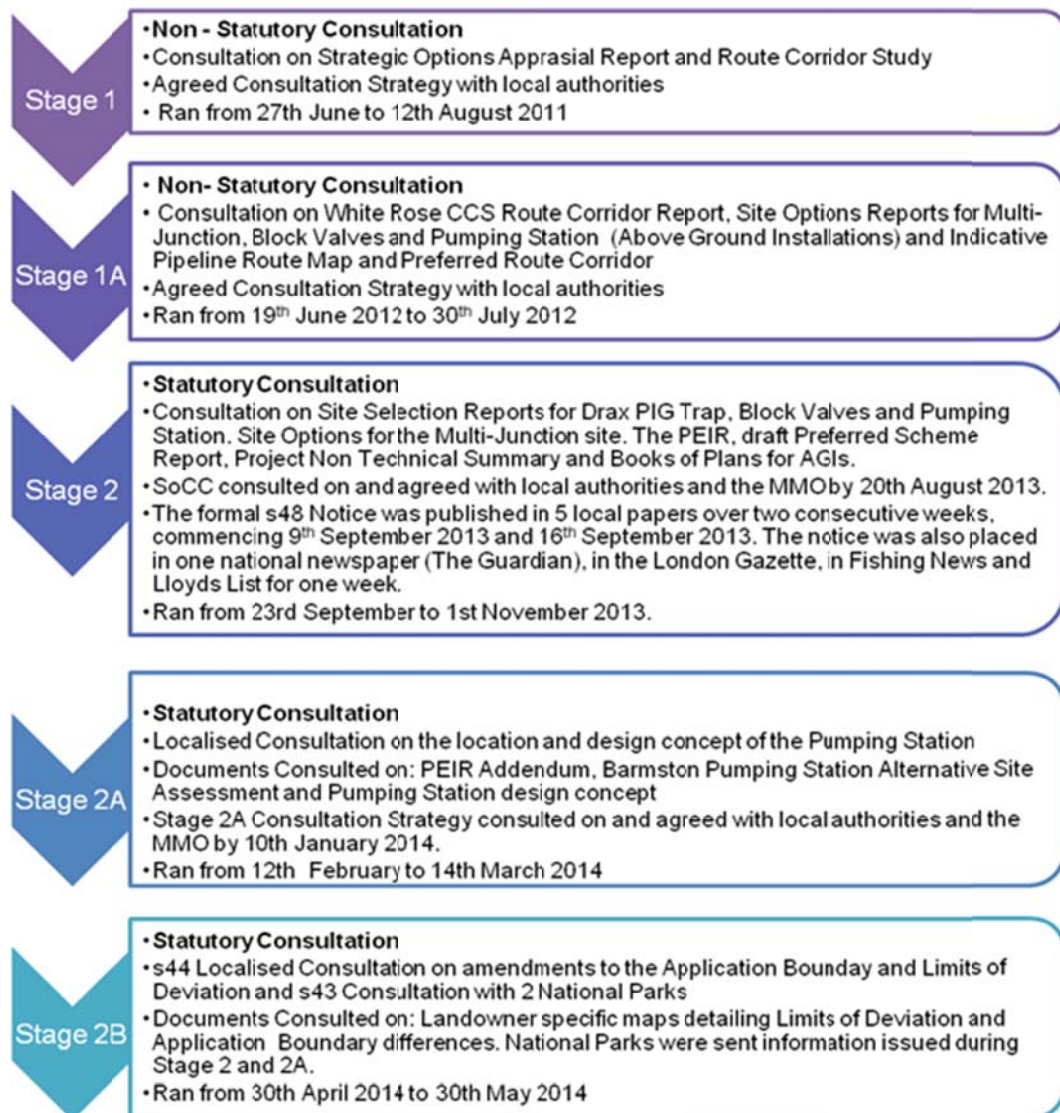 Stage 1
•Non - Statutory Consultation
•Consultation on Strategic Options Apprasial Report and Route Corridor Study
•Agreed Consultation Strategy with local authorities
• Ran from 27th June to 12th August 2011
Stage 1A
• Non- Statutory Consultation
• Consultation on White Rose CCS Route Corridor Report, Site Options Reports for Multi-
Junction, Block Valves and Pumping Station (Above Ground Installations) and Indicative
Pipeline Route Map and Preferred Route Corridor
•Agreed Consultation Strategy with local authorities
•Ran from 19th June 2012 to 30th July 2012
Stage 2
•Statutory Consultation
•Consultation on Site Selection Reports for Drax PIG Trap, Block Valves and Pumping
Station. Site Options for the Multi-Junction site. The PEIR, draft Preferred Scheme
Report, Project Non Technical Summary and Books of Plans for AGIs.
•SoCC consulted on and agreed with local authorities and the MMO by 20th August 2013.
•The formal s48 Notice was published in 5 local papers over two consecutive weeks,
commencing 9th September 2013 and 16th September 2013. The notice was also placed
in one national newspaper (The Guardian), in the London Gazette, in Fishing News and
Lloyds List for one week.
•Ran from 23rd September to 1st November 2013.
Stage 2A
•Statutory Consultation
•Localised Consultation on the location and design concept of the Pumping Station
•Documents Consulted on: PEIR Addendum, Barmston Pumping Station Alternative Site
Assessment and Pumping Station design concept
•Stage 2A Consultation Strategy consulted on and agreed with local authorities and the
MMO by 10th January 2014.
•Ran from 12th February to 14th March 2014
Stage 2B
•Statutory Consultation
•s44 Localised Consultation on amendments to the Application Bounday and Limits of
Deviation and s43 Consultation with 2 National Parks
•Documents Consulted on: Landowner specific maps detailing Limits of Deviation and
Application Boundary differences. National Parks were sent information issued during
Stage 2 and 2A.
•Ran from 30th April 2014 to 30th May 2014